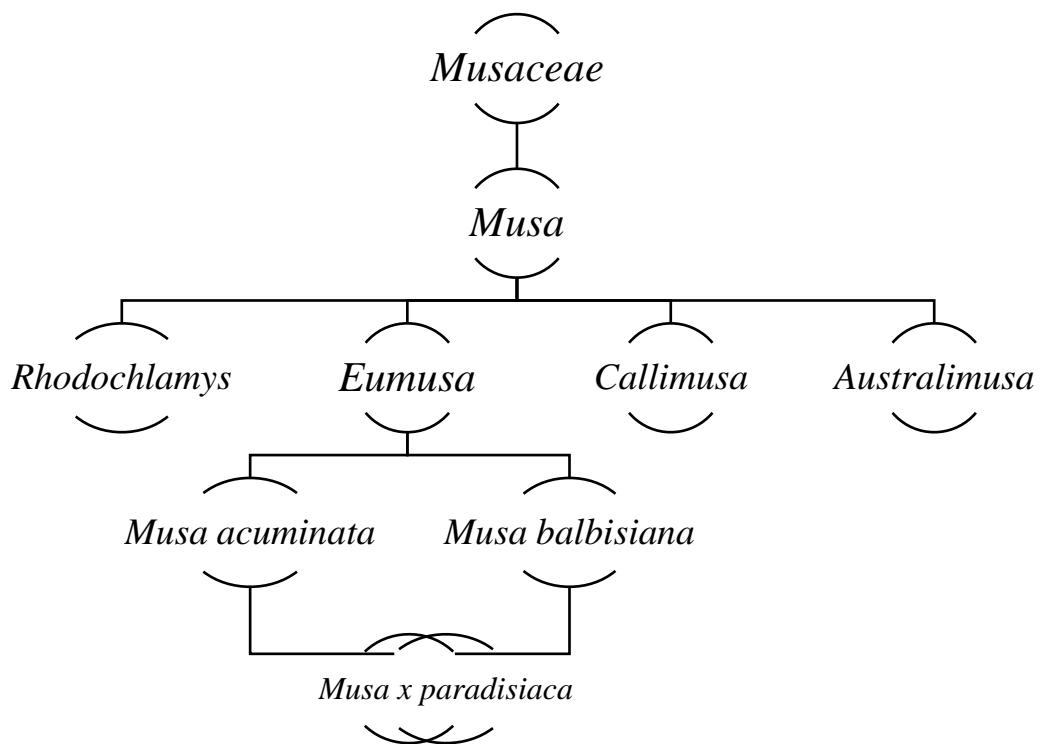 Musaceae
Musa
Rhodochlamys
Eumusa
Callimusa
Australimusa
Musa acuminata
Musa balbisiana
Musa x paradisiaca